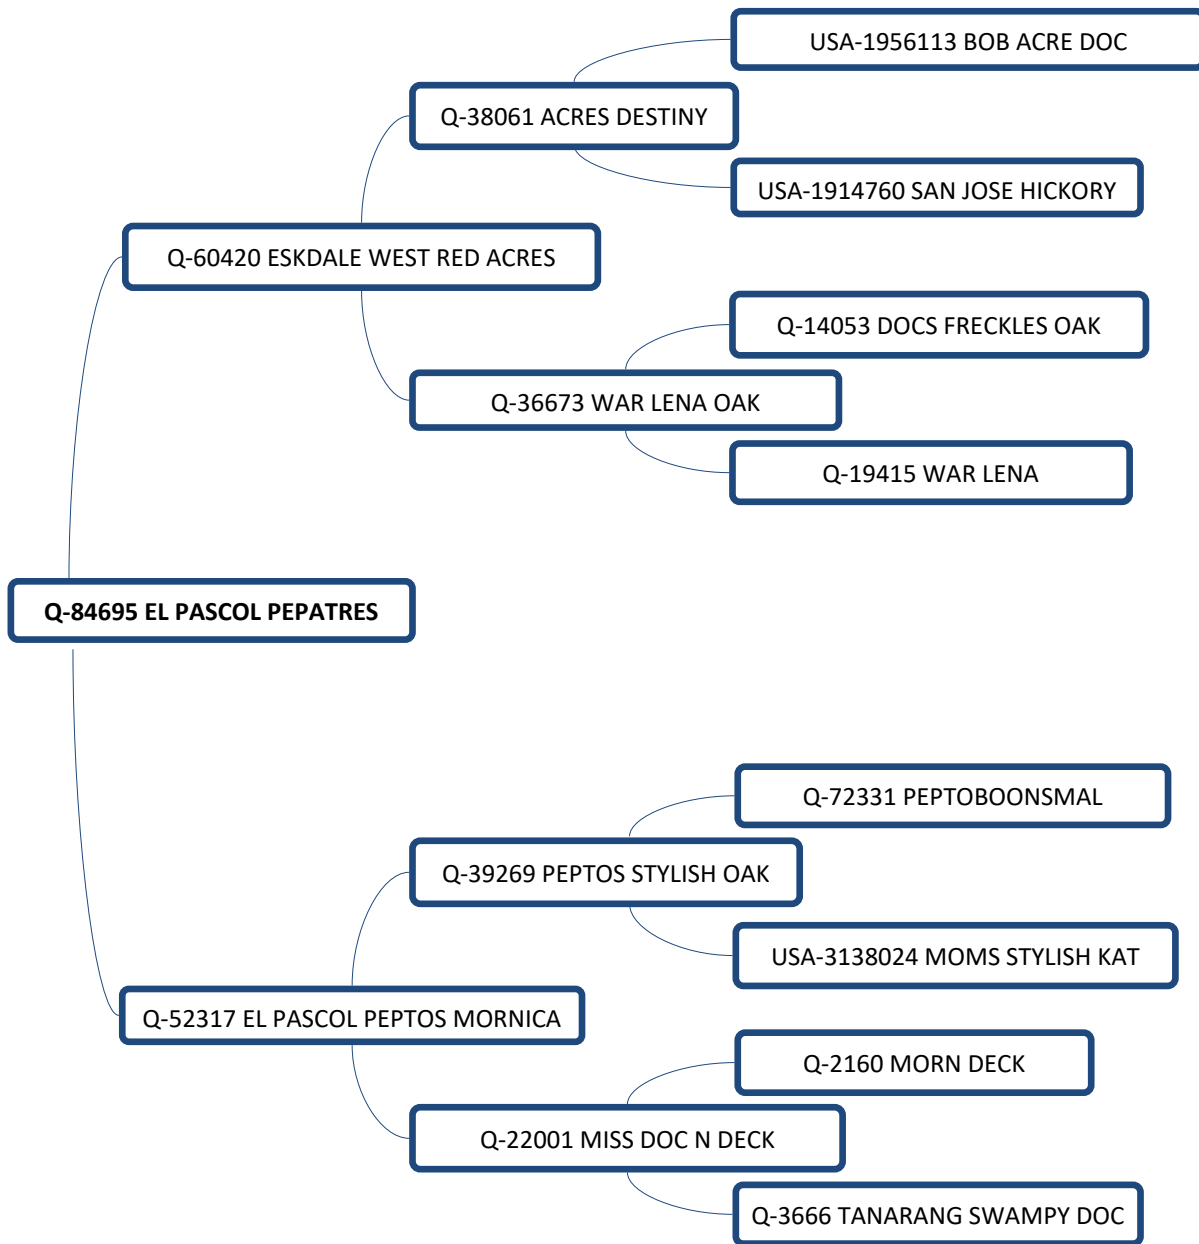 USA-1956113 BOB ACRE DOC
Q-38061 ACRES DESTINY
USA-1914760 SAN JOSE HICKORY
Q-60420 ESKDALE WEST RED ACRES
Q-14053 DOCS FRECKLES OAK
Q-36673 WAR LENA OAK
Q-19415 WAR LENA
Q-84695 EL PASCOL PEPATRES
Q-72331 PEPTOBOONSMAL
Q-39269 PEPTOS STYLISH OAK
USA-3138024 MOMS STYLISH KAT
Q-52317 EL PASCOL PEPTOS MORNICA
Q-2160 MORN DECK
Q-22001 MISS DOC N DECK
Q-3666 TANARANG SWAMPY DOC